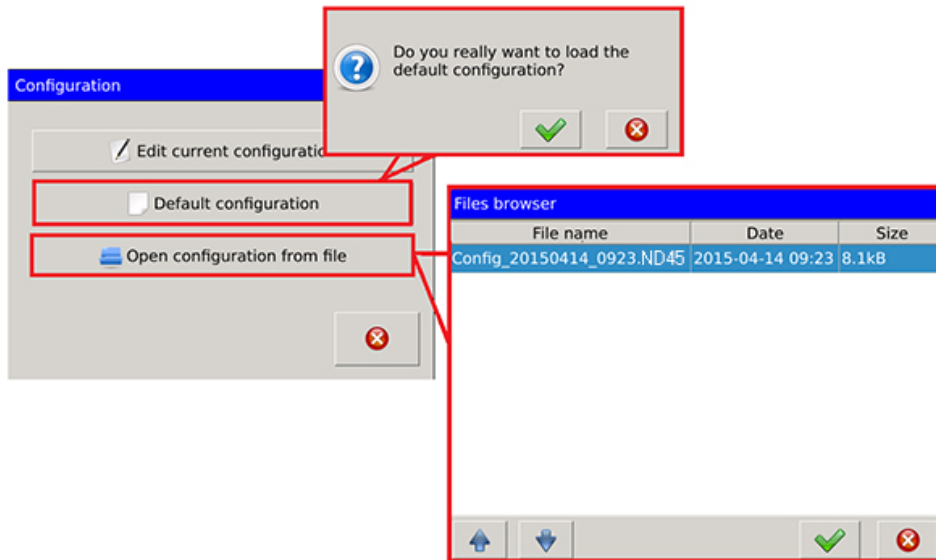 Do you really want to load the
default configuration?
Configuration
Edit current configuratio
Default configuration
Open configuration from file
Files browser
File name Date Size
Config_20150414_0923.ND45 2015-04-14 09:23 8.1kB